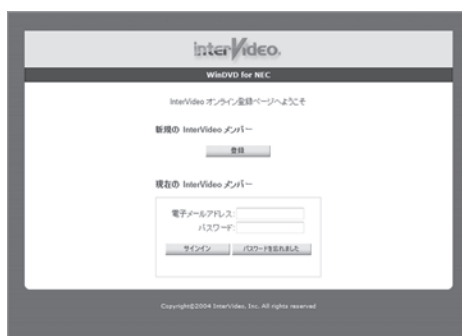 InterVideo.
WinDVD for NEC
InterVideo オンライン登録ページへようこそ
新規の InterVideo メンバー
登録
現在の InterVideo メンバー
電子メールアドレス:
パスワード:
サインイン パスワードを忘れました
Copyright©2004 InterVideo, Inc. All rights reserved